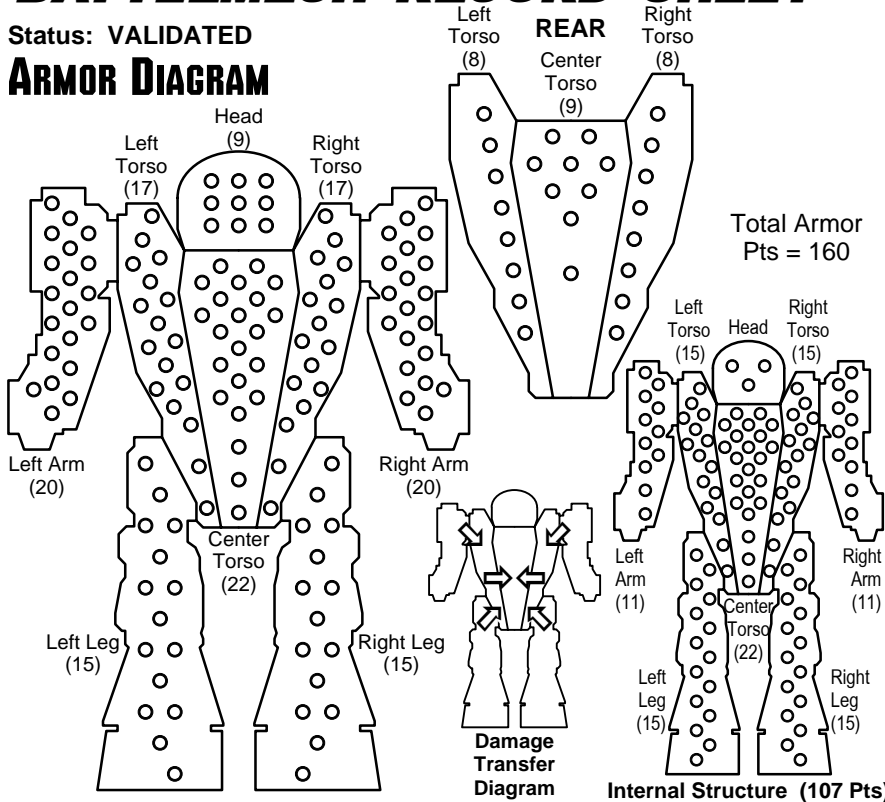 BATTLEMECH RECORD SHEET
Status: VALIDATED
ARMOR DIAGRAM
Head
(9)
Left
Torso
(17)
Right
Torso
(17)
Left Arm
(20)
Right Arm
(20)
Center
Torso
(22)
Left Leg
(15)
Right Leg
(15)
REAR
Left
Torso
(8)
Center
Torso
(9)
Right
Torso
(8)
Total Armor
Pts = 160
Damage
Transfer
Diagram
Left
Torso
(15)
Head
Right
Torso
(15)
Left
Arm
(11)
Right
Arm
(11)
Center
Torso
(22)
Left
Leg
(15)
Right
Leg
(15)
Internal Structure (107 Pts)